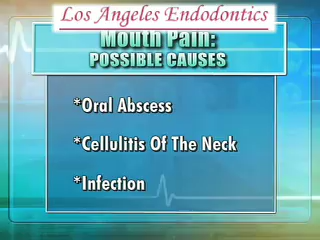 Los Angeles Endodontics
Mouth Pain:
POSSIBLE CAUSES
*Oral Abscess
*Cellulitis Of The Neck
*Infection